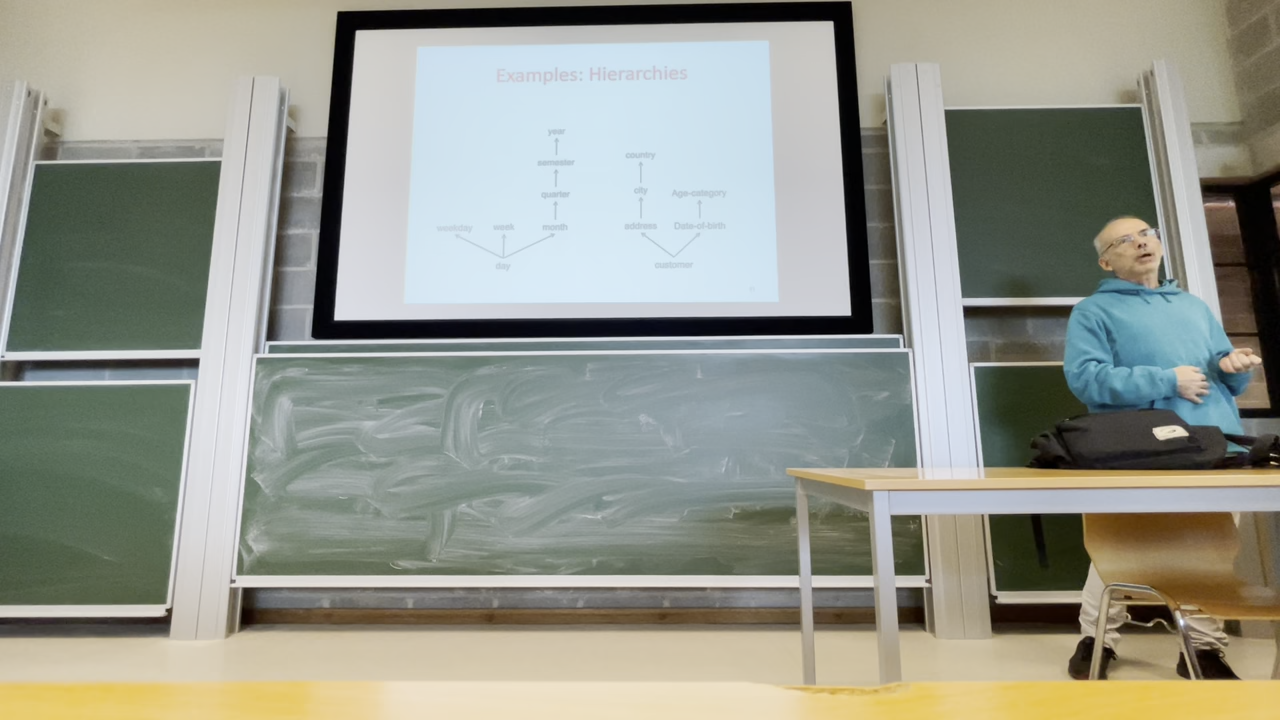 Examples: Hierarchies
year
semester
country
quarter
city
Age-category
weekday
week
month
address
Date-of-birth
day
customer